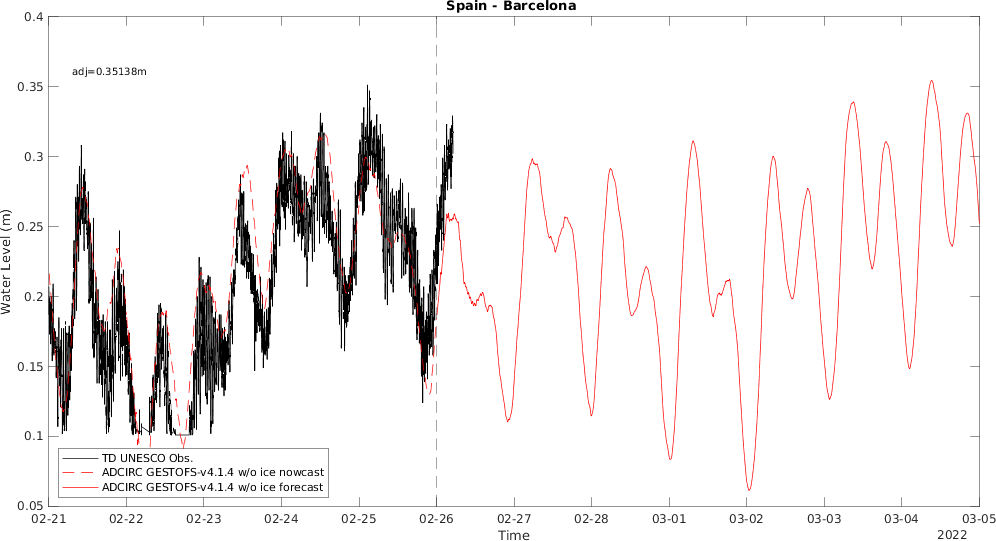 Spain - Barcelona
0.4
0.35
0.3
0.25
0.2
0.15
0.1
0.05
Water Level (m)
adj=0.35138m
TD UNESCO Obs.
ADCIRC GESTOFS-v4.1.4 w/o ice nowcast
ADCIRC GESTOFS-v4.1.4 w/o ice forecast
02-21 02-22 02-23 02-24 02-25 02-26 02-27 02-28 03-01 03-02 03-03 03-04 03-05
Time
2022